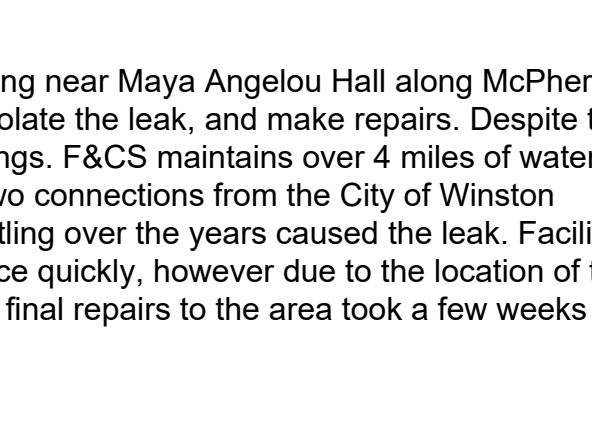 ng near Maya Angelou Hall along McPher
olate the leak, and make repairs. Despite t
ngs. F&CS maintains over 4 miles of water
wo connections from the City of Winston
tling over the years caused the leak. Facili
ce quickly, however due to the location of t
final repairs to the area took a few weeks